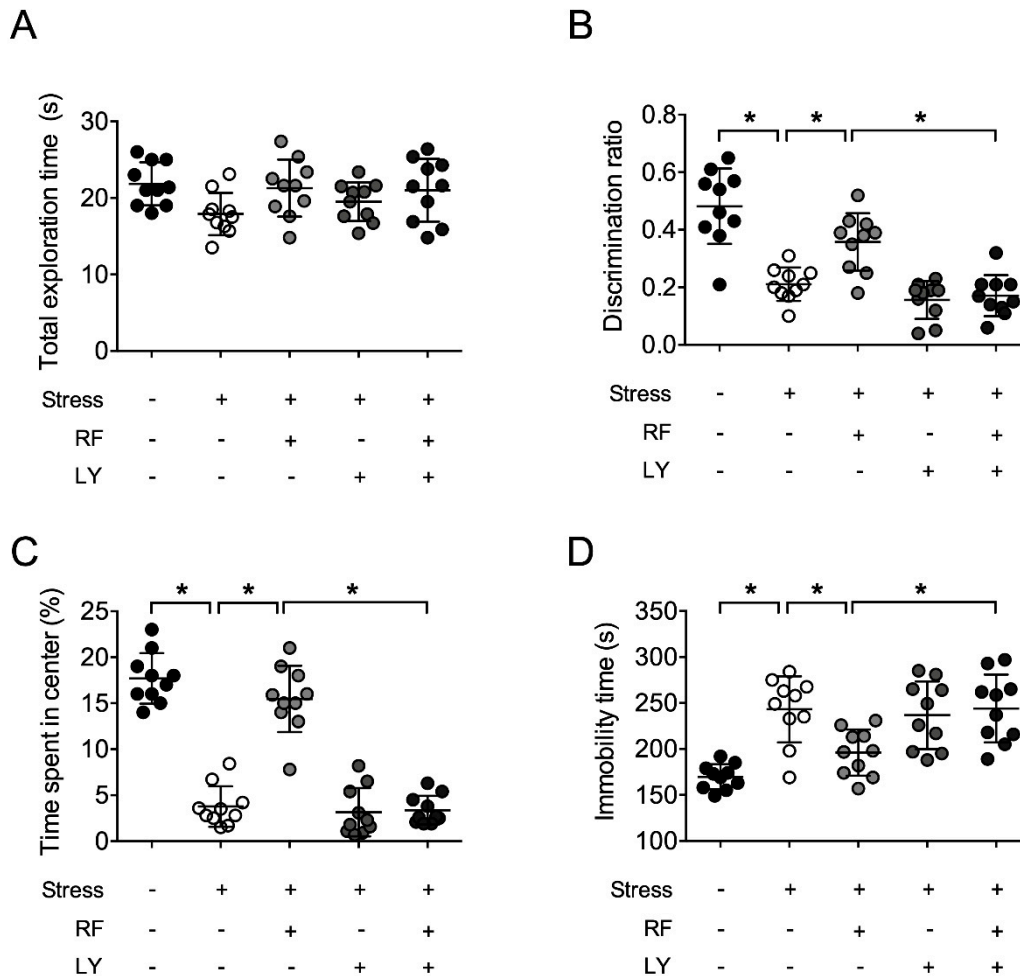 A
Total exploration time (s)
30
20
10
0
Stress - + + + +
RF - - + - +
LY - - - + +
B
Discrimination ratio
* * *
0.8
0.6
0.4
0.2
0.0
Stress - + + + +
RF - - + - +
LY - - - + +
C
Time spent in center (%)
* * *
25
20
15
10
5
0
Stress - + + + +
RF - - + - +
LY - - - + +
D
Immobility time (s)
* * *
350
300
250
200
150
100
Stress - + + + +
RF - - + - +
LY - - - + +